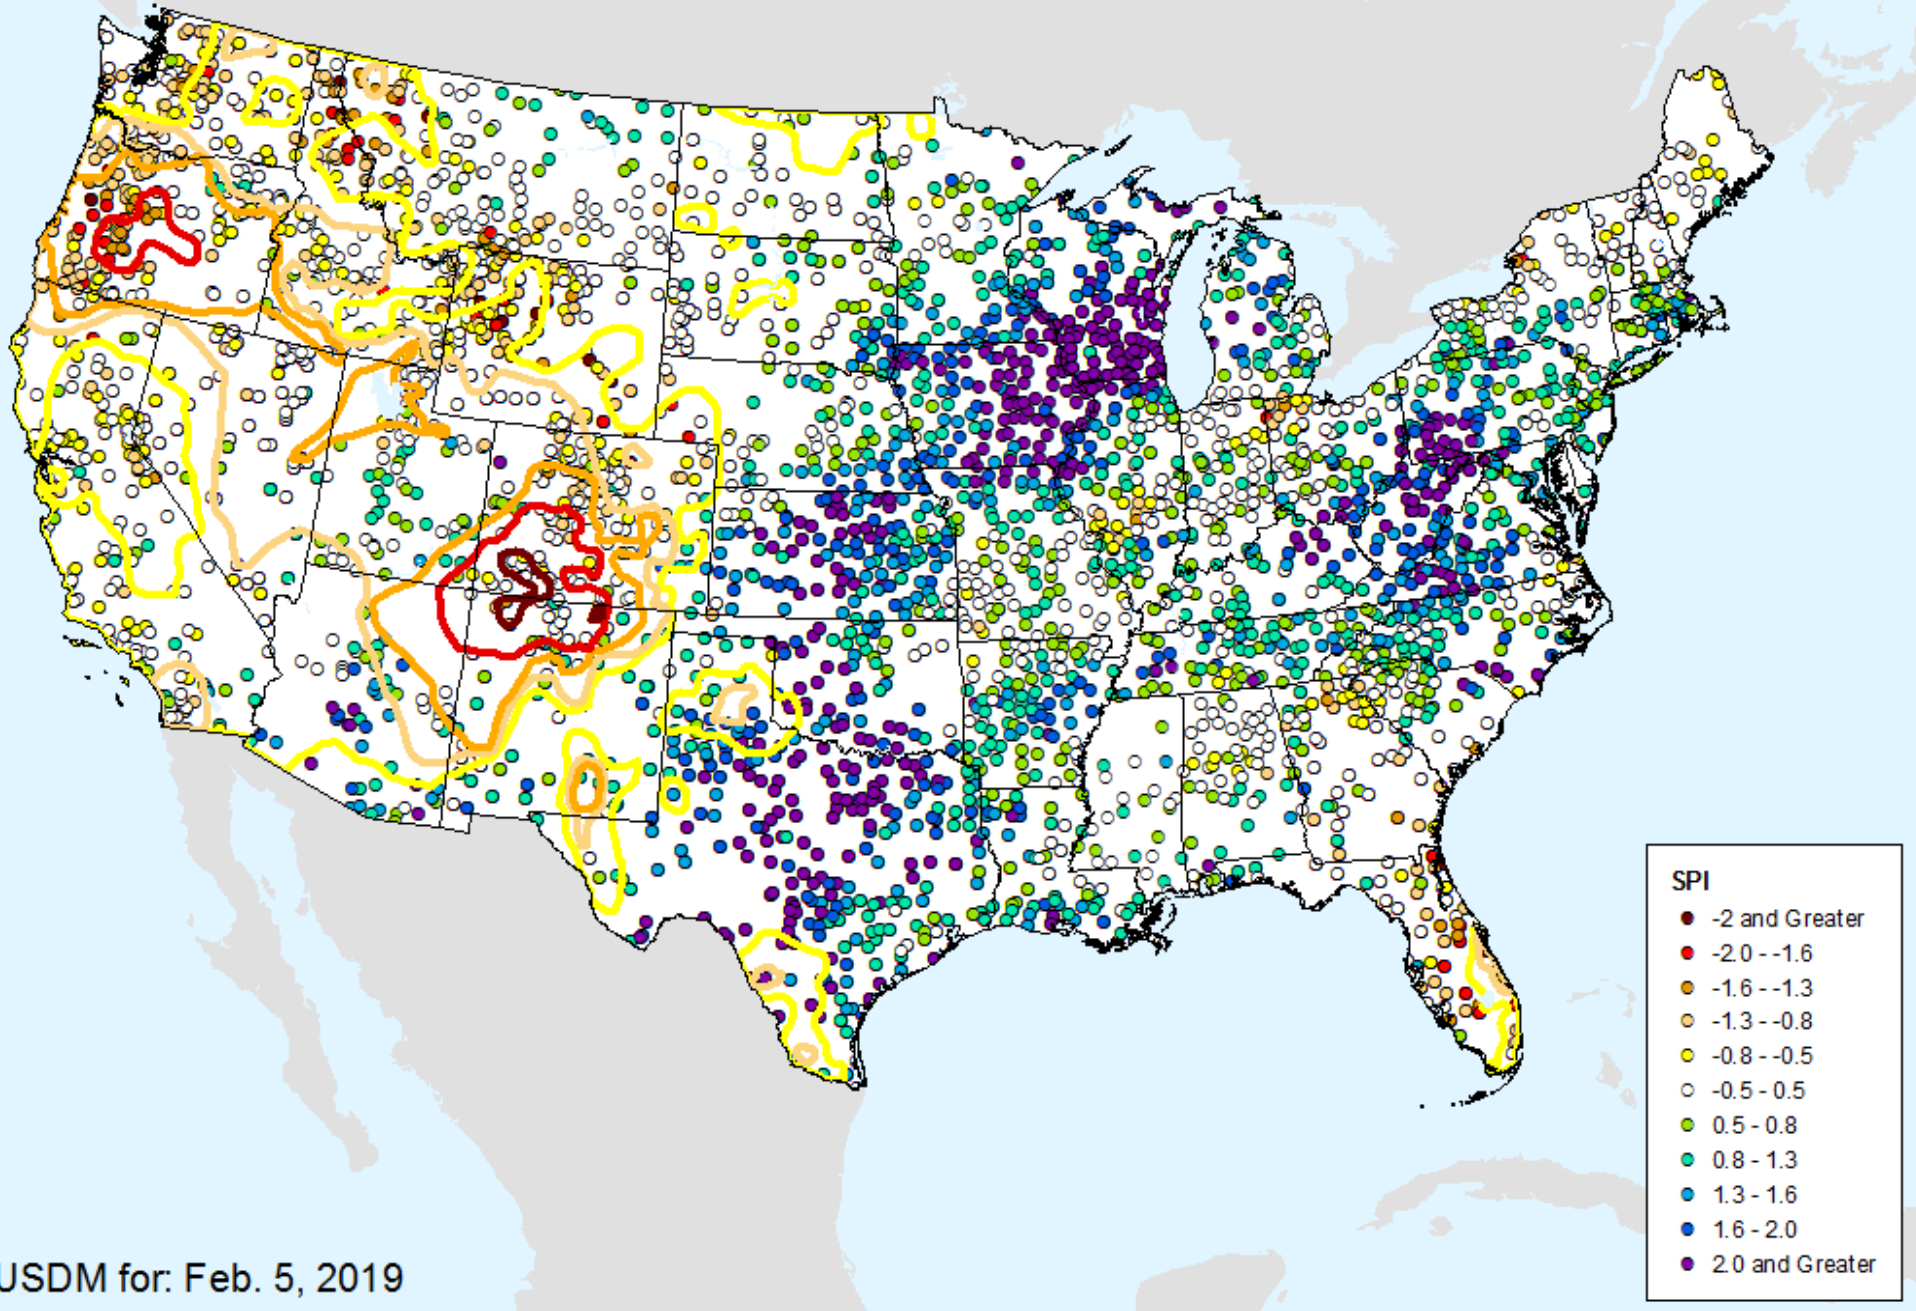 SPI
-2 and Greater
-2.0 - -1.6
-1.6 - -1.3
-1.3 - -0.8
-0.8 - -0.5
-0.5 - 0.5
0.5 - 0.8
0.8 - 1.3
1.3 - 1.6
1.6 - 2.0
2.0 and Greater
USDM for: Feb. 5, 2019